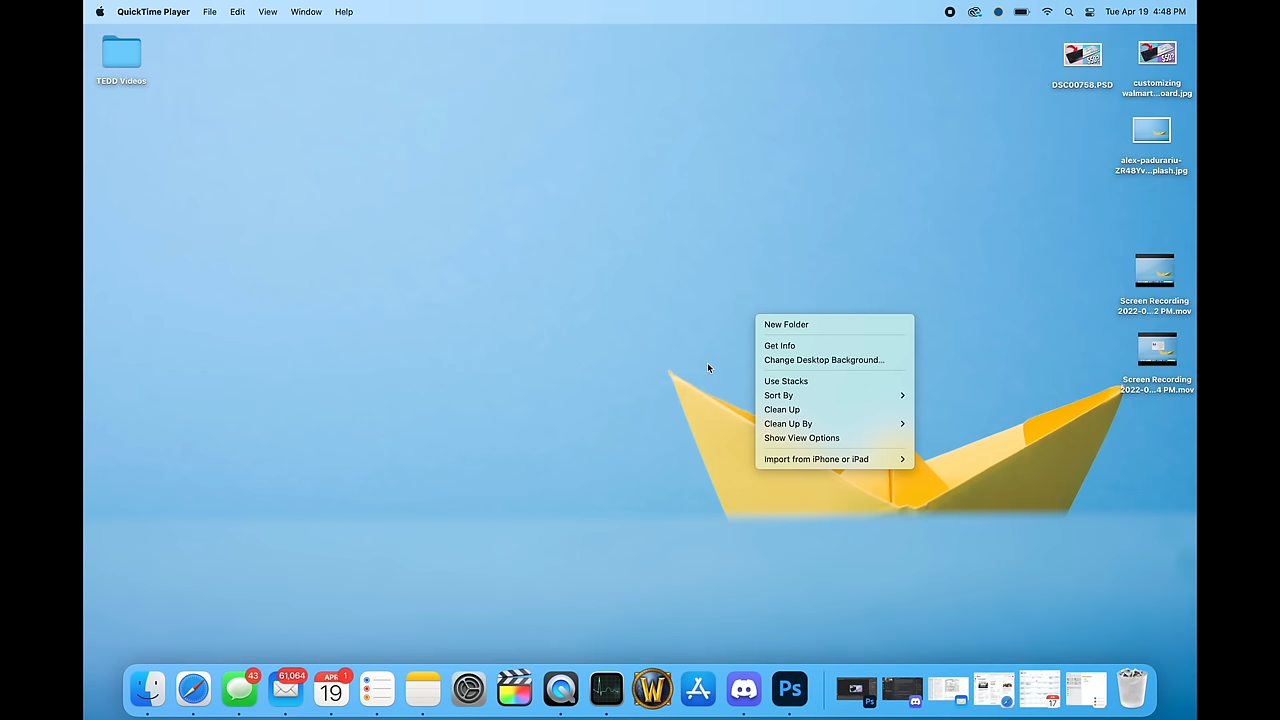 QuickTime Player File Edit View Window Help
Tue Apr 19 4:48 PM
TEDD Videos
DSC00758.PSD
customizing
walmart...oard.jpg
alex-padurariu-
ZR48Yv...plash.jpg
Screen Recording
2022-0...2 PM.mov
Screen Recording
2022-0...4 PM.mov
New Folder
Get Info
Change Desktop Background...
Use Stacks
Sort By
Clean Up
Clean Up By
Show View Options
Import from iPhone or iPad
43
61,064
APR
1
19
W
Ps
Ps
17